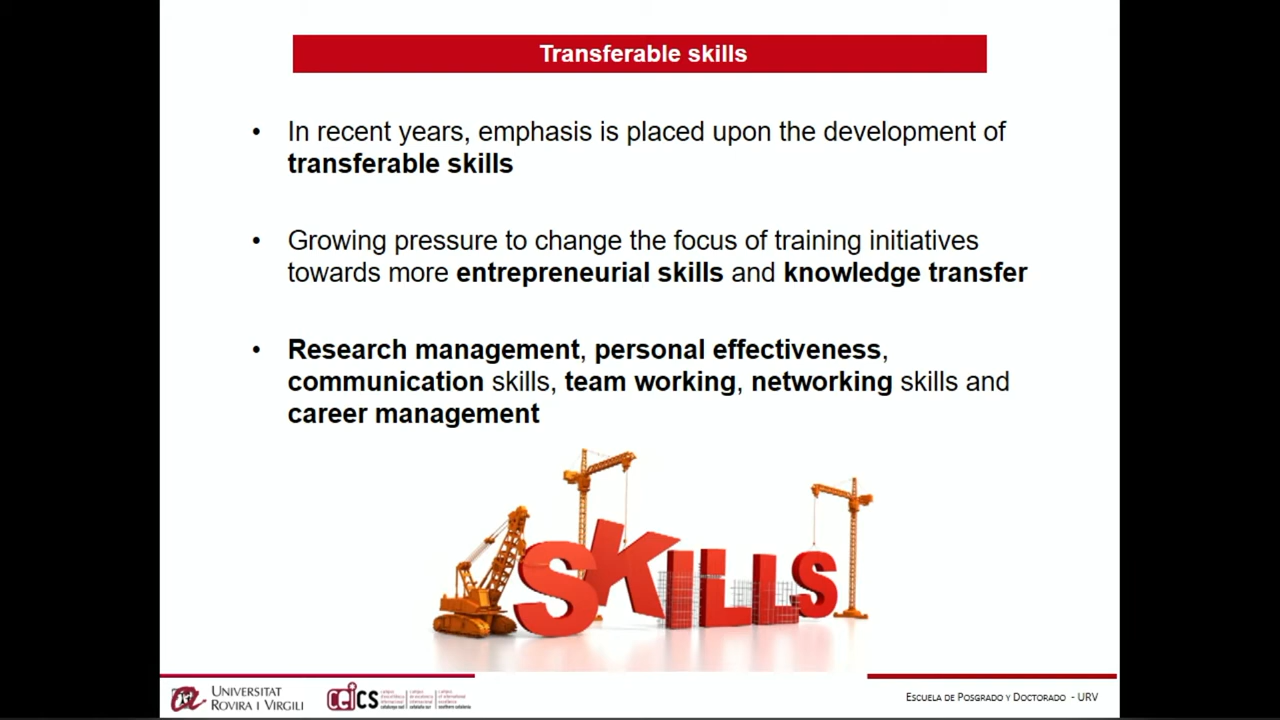 Transferable skills
• In recent years, emphasis is placed upon the development of
transferable skills
• Growing pressure to change the focus of training initiatives
towards more entrepreneurial skills and knowledge transfer
• Research management, personal effectiveness,
communication skills, team working, networking skills and
career management
SKILLS
UNIVERSITAT
ROVIRA I VIRGILI
CEICS
ESCUELA DE POSGRADO Y DOCTORADO - URV